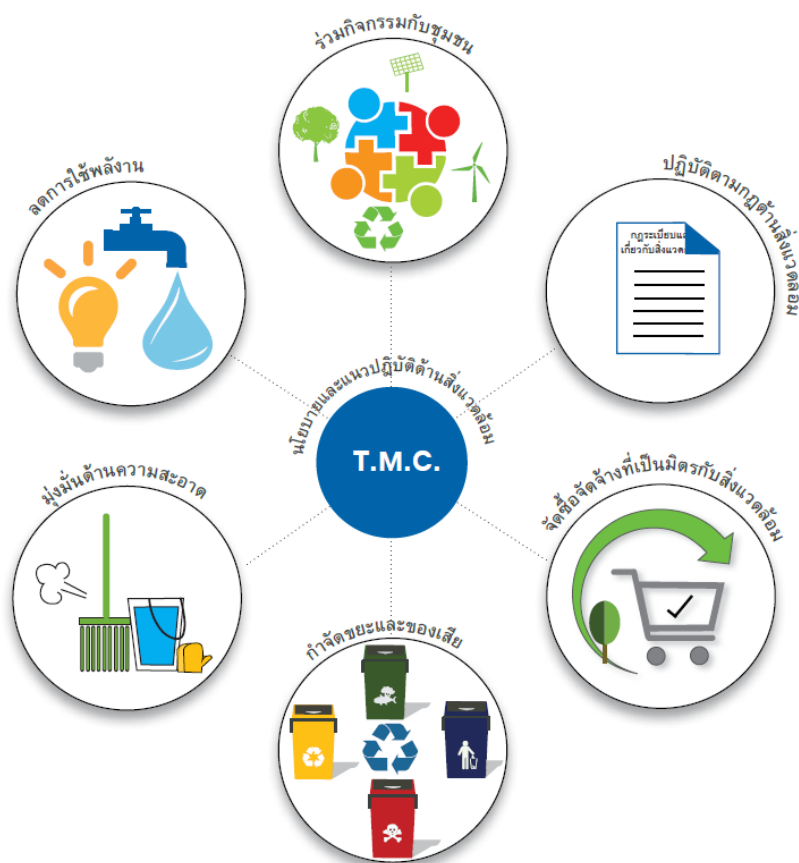 ร่วมกิจกรรมกับชุมชน
ลดการใช้พลังงาน
ปฏิบัติตามกฎด้านสิ่งแวดล้อม
กฎระเบียบแ
เกี่ยวกับสิ่งแวด
นโยบายและแนวปฏิบัติด้านสิ่งแวดล้อม
T.M.C.
มุ่งมั่นด้านความสะอาด
จัดซื้อจัดจ้างที่เป็นมิตรกับสิ่งแวดล้อม
กำจัดขยะและของเสีย